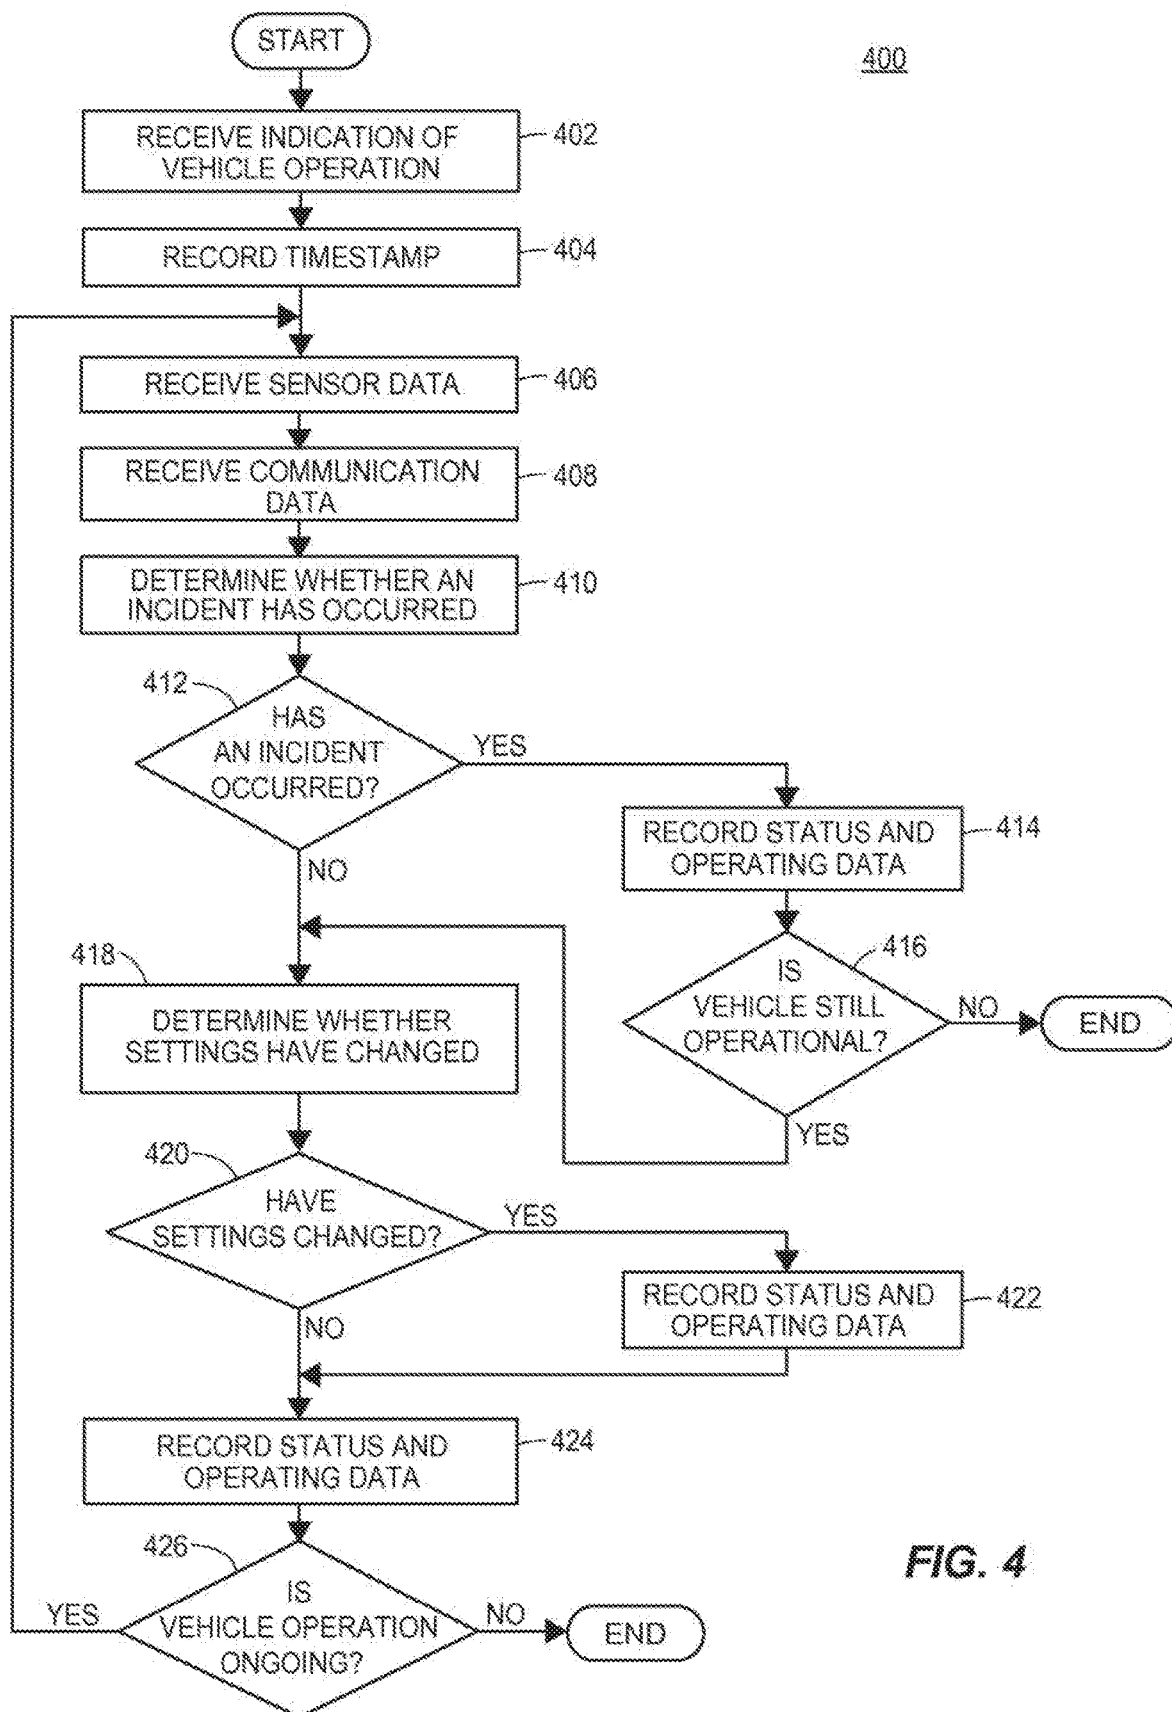 START
400
RECEIVE INDICATION OF
VEHICLE OPERATION
402
RECORD TIMESTAMP
404
RECEIVE SENSOR DATA
406
RECEIVE COMMUNICATION
DATA
408
DETERMINE WHETHER AN
INCIDENT HAS OCCURRED
410
412
HAS
AN INCIDENT
OCCURRED?
YES
NO
RECORD STATUS AND
OPERATING DATA
414
416
IS
VEHICLE STILL
OPERATIONAL?
NO
END
YES
418
DETERMINE WHETHER
SETTINGS HAVE CHANGED
420
HAVE
SETTINGS CHANGED?
YES
NO
RECORD STATUS AND
OPERATING DATA
422
RECORD STATUS AND
OPERATING DATA
424
426
IS
VEHICLE OPERATION
ONGOING?
YES
NO
END
FIG. 4